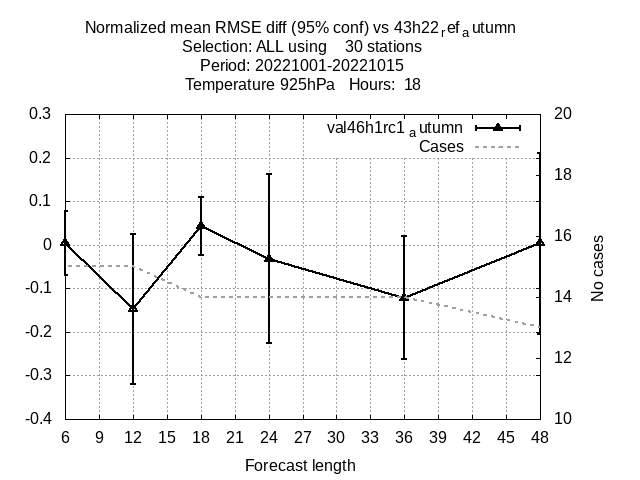 Normalized mean RMSE diff (95% conf) vs 43h22refautumn
Selection: ALL using 30 stations
Period: 20221001-20221015
Temperature 925hPa Hours: 18
val46h1rc1autumn
Cases
0.3
0.2
0.1
0
-0.1
-0.2
-0.3
-0.4
20
18
16
14
12
10
No cases
6 9 12 15 18 21 24 27 30 33 36 39 42 45 48
Forecast length